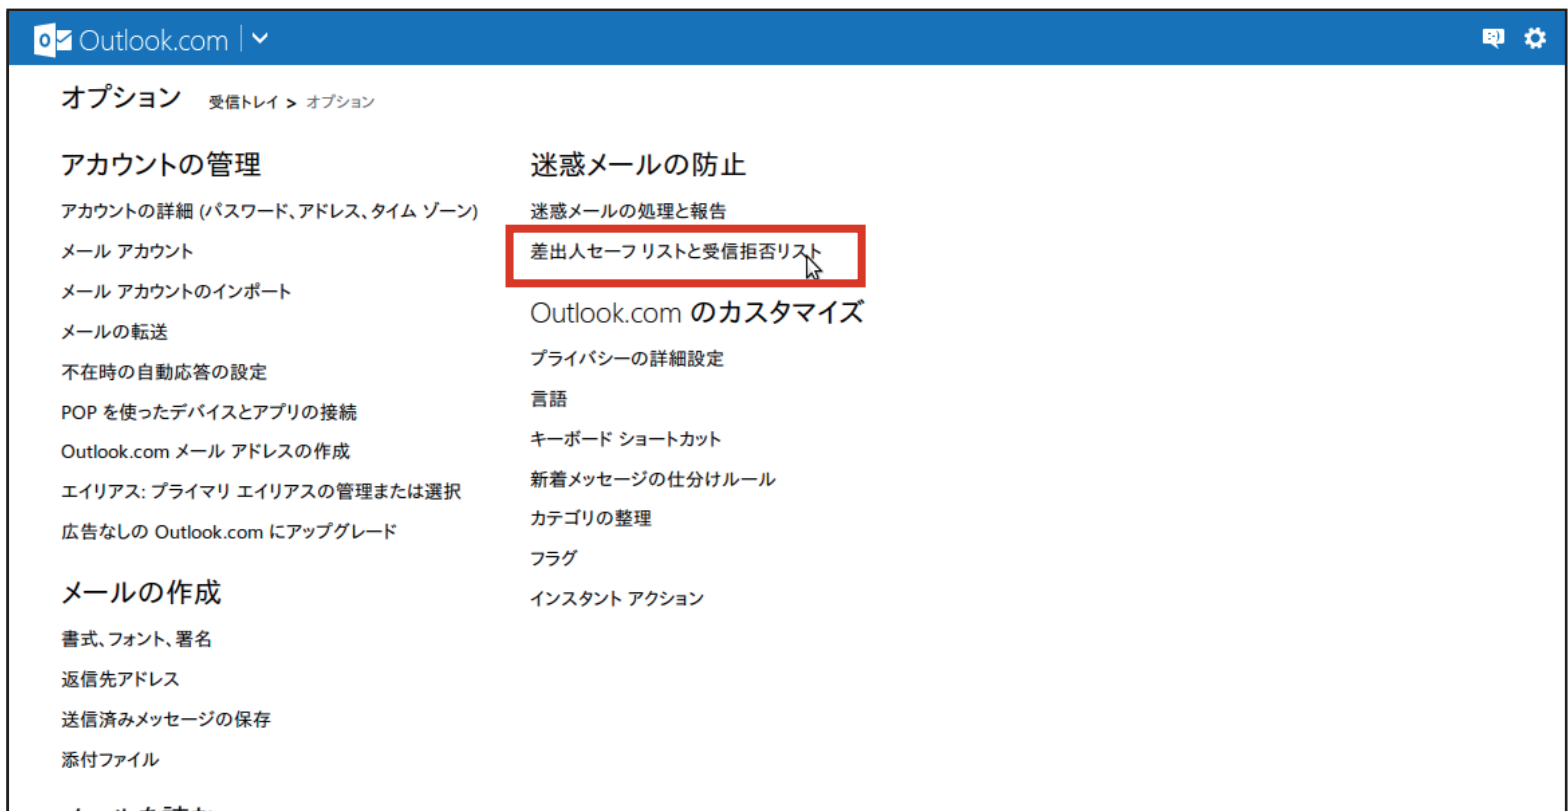 Outlook.com
オプション 受信トレイ > オプション
アカウントの管理
アカウントの詳細 (パスワード、アドレス、タイム ゾーン)
メール アカウント
メール アカウントのインポート
メールの転送
不在時の自動応答の設定
POP を使ったデバイスとアプリの接続
Outlook.com メール アドレスの作成
エイリアス: プライマリ エイリアスの管理または選択
広告なしの Outlook.com にアップグレード
メールの作成
書式、フォント、署名
返信先アドレス
送信済みメッセージの保存
添付ファイル
迷惑メールの防止
迷惑メールの処理と報告
差出人セーフ リストと受信拒否リスト
Outlook.com のカスタマイズ
プライバシーの詳細設定
言語
キーボード ショートカット
新着メッセージの仕分けルール
カテゴリの整理
フラグ
インスタント アクション